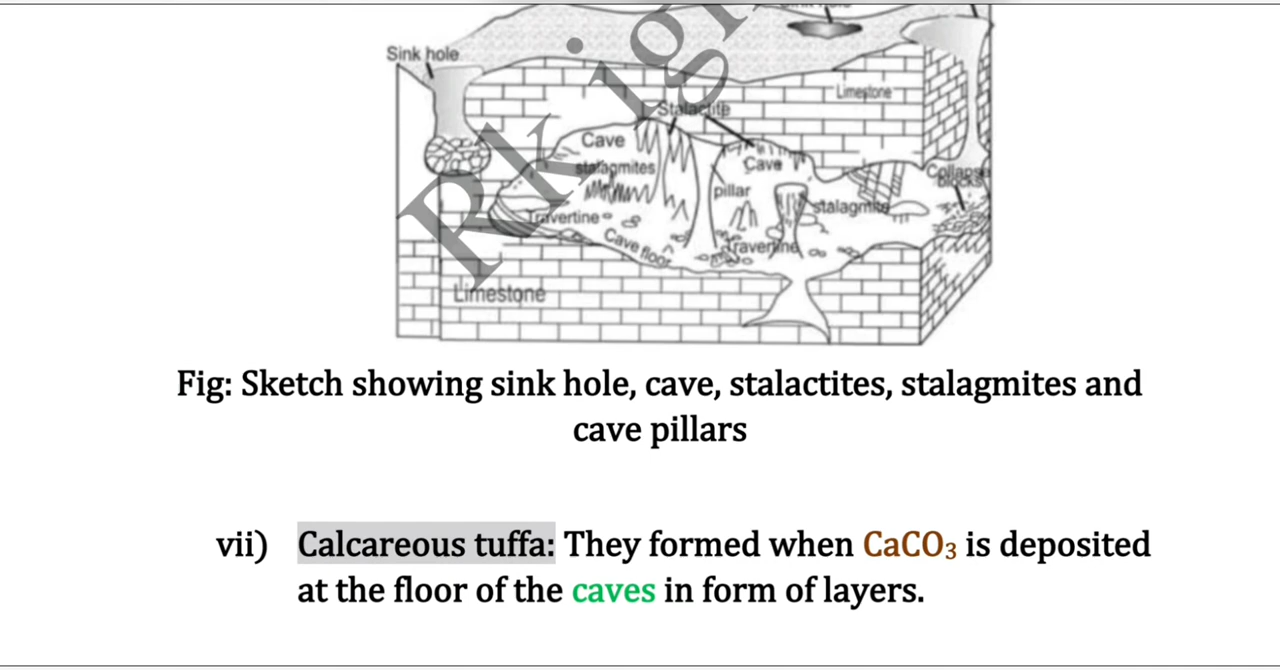 Sink hole
Limestone
Stalactite
Cave
stalagmites
Cave
pillar
Collapse
blocks
stalagmite
Travertine
Cave floor
Travertine
Limestone
Rk
Fig: Sketch showing sink hole, cave, stalactites, stalagmites and
cave pillars
vii) Calcareous tuffa: They formed when CaCO₃ is deposited
at the floor of the caves in form of layers.